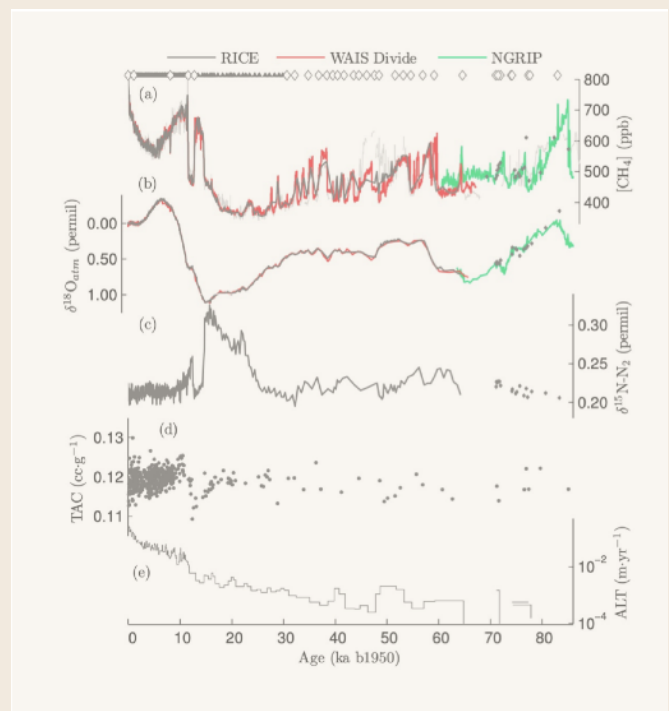 RICE WAIS Divide NGRIP
(a)
800
700
600
500
400
[CH₄] (ppb)
(b)
0.00
0.50
1.00
δ¹⁸Oatm (permil)
(c)
0.30
0.25
0.20
δ¹⁵N-N₂ (permil)
(d)
0.13
0.12
0.11
TAC (cc·g⁻¹)
(e)
10⁻²
10⁻⁴
ALT (m·yr⁻¹)
0 10 20 30 40 50 60 70 80
Age (ka b1950)